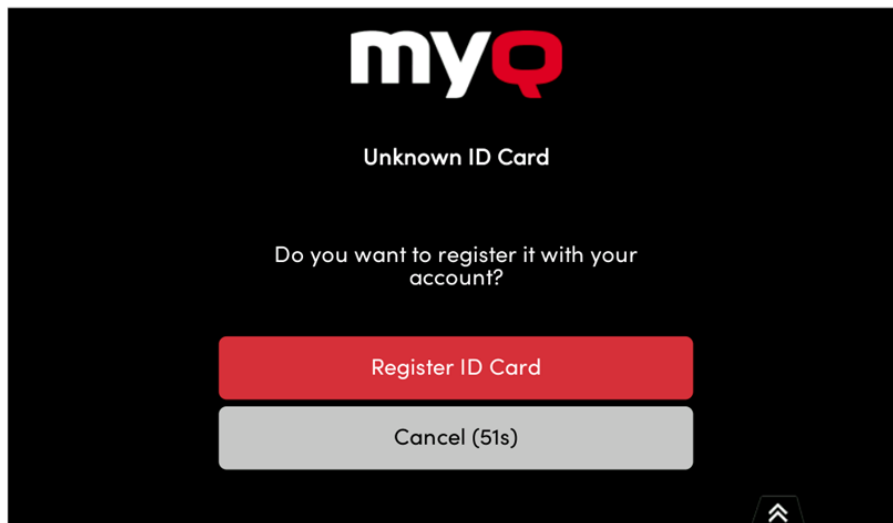 myQ
Unknown ID Card
Do you want to register it with your
account?
Register ID Card
Cancel (51s)